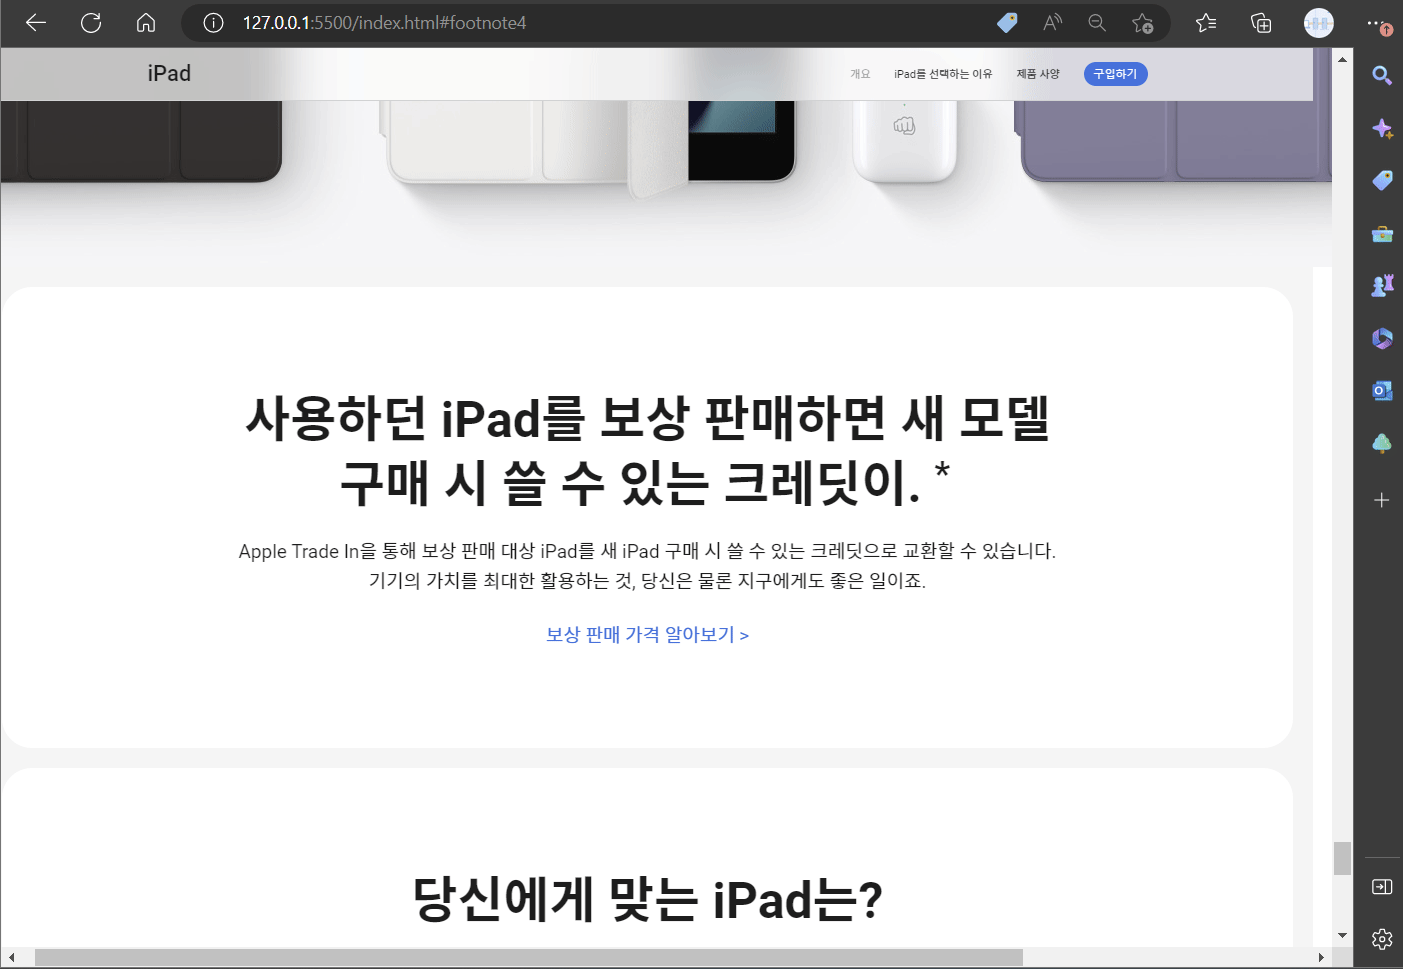 127.0.0.1:5500/index.html#footnote4
iPad
개요 iPad를 선택하는 이유 제품 사양 구입하기
사용하던 iPad를 보상 판매하면 새 모델
구매 시 쓸 수 있는 크레딧이. *
Apple Trade In을 통해 보상 판매 대상 iPad를 새 iPad 구매 시 쓸 수 있는 크레딧으로 교환할 수 있습니다.
기기의 가치를 최대한 활용하는 것, 당신은 물론 지구에게도 좋은 일이죠.
보상 판매 가격 알아보기 >
당신에게 맞는 iPad는?